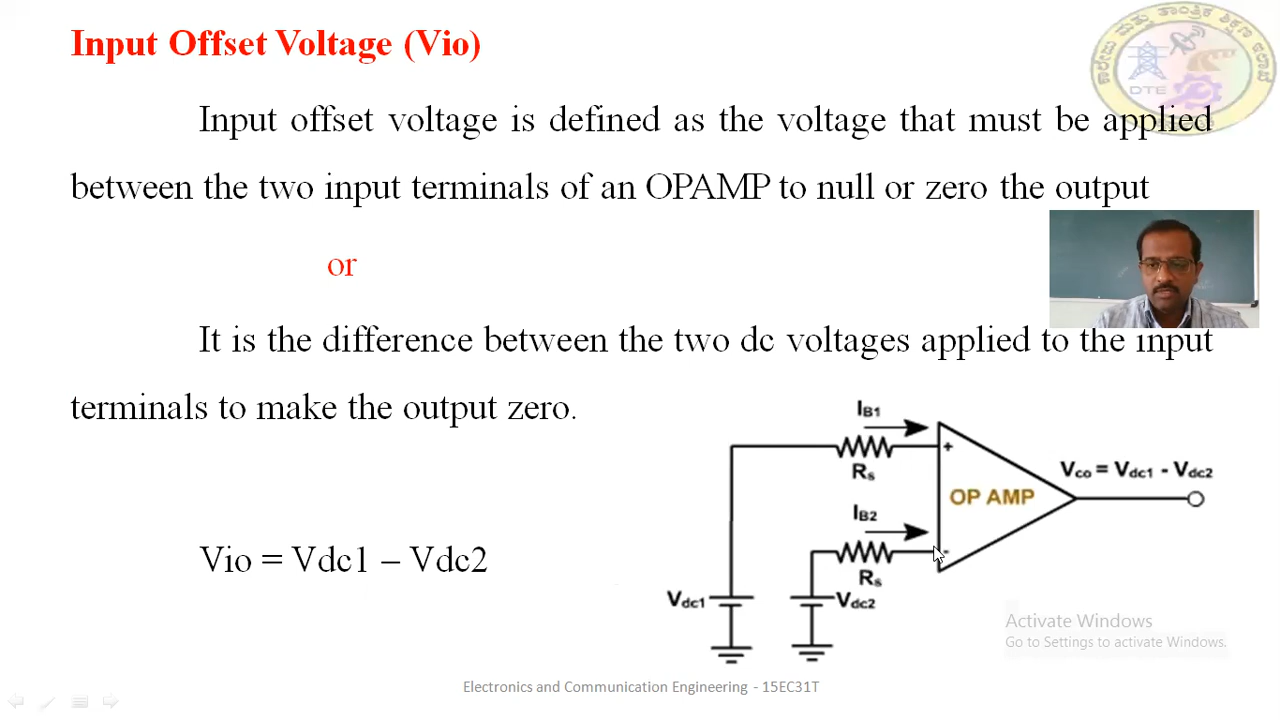 Input Offset Voltage (Vio)
ಕಾಲೇಜು ಮತ್ತು ತಾಂತ್ರಿಕ ಶಿಕ್ಷಣ ಇಲಾಖೆ
DTE
Input offset voltage is defined as the voltage that must be applied
between the two input terminals of an OPAMP to null or zero the output
or
It is the difference between the two dc voltages applied to the input
terminals to make the output zero.
IB1
+
Rs
Vco = Vdc1 - Vdc2
OP AMP
IB2
-
Rs
Vio = Vdc1 – Vdc2
Vdc1
Vdc2
Activate Windows
Go to Settings to activate Windows.
Electronics and Communication Engineering - 15EC31T